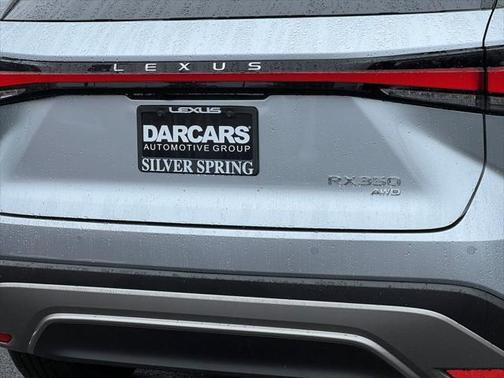 LEXUS
LEXUS
DARCARS
AUTOMOTIVE GROUP
SILVER SPRING
RX350
AWD